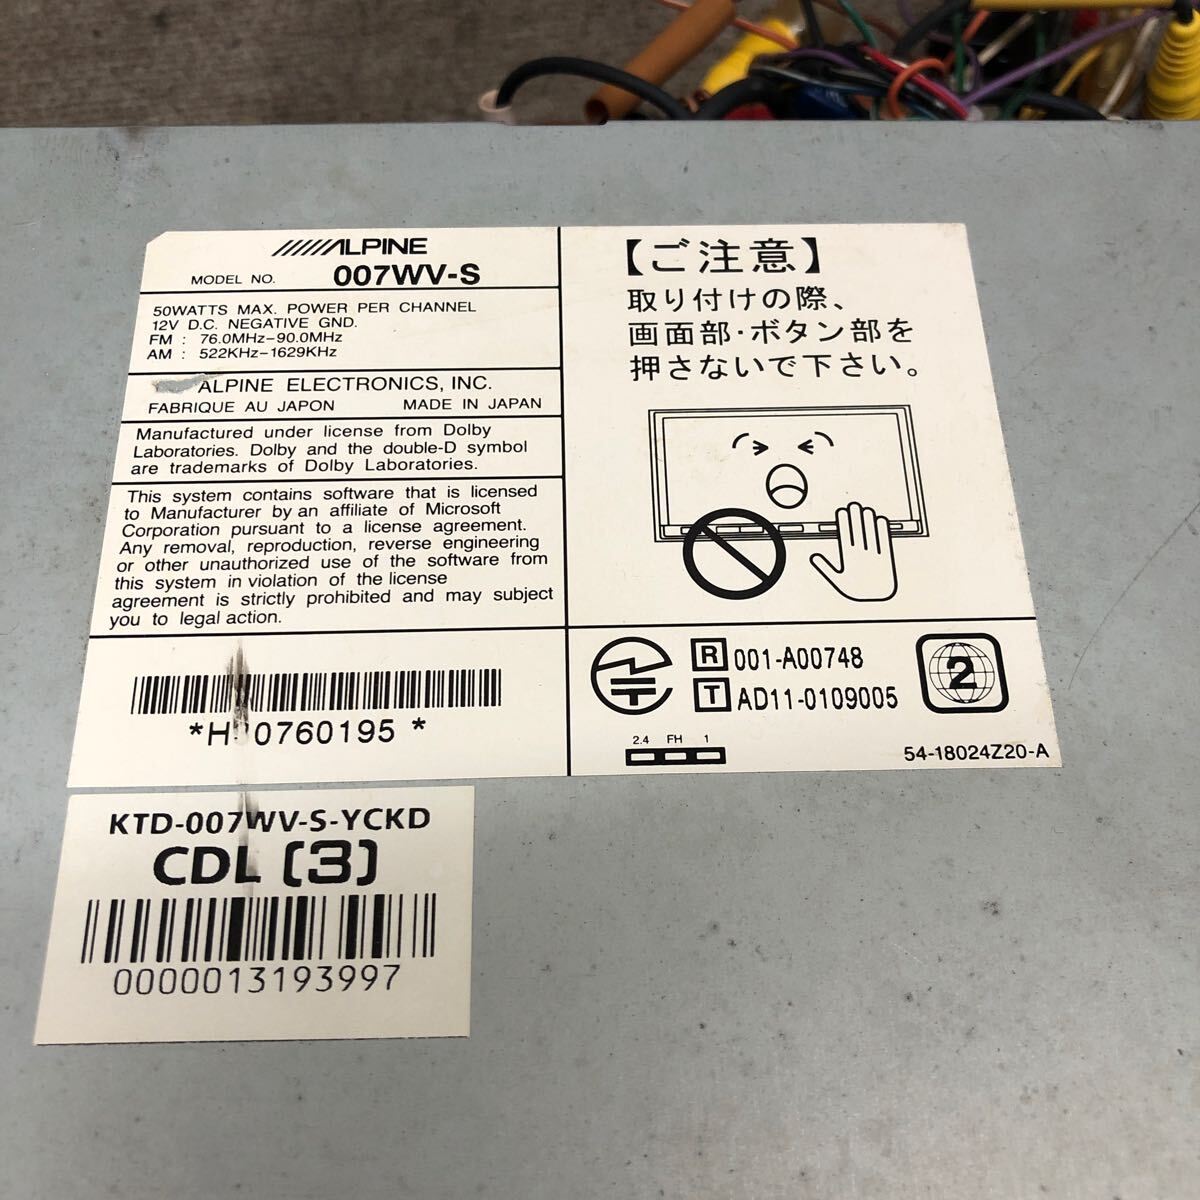 ALPINE
MODEL NO. 007WV-S
50WATTS MAX. POWER PER CHANNEL
12V D.C. NEGATIVE GND.
FM : 76.0MHz-90.0MHz
AM : 522KHz-1629KHz
ALPINE ELECTRONICS, INC.
FABRIQUE AU JAPON MADE IN JAPAN
Manufactured under license from Dolby
Laboratories. Dolby and the double-D symbol
are trademarks of Dolby Laboratories.
This system contains software that is licensed
to Manufacturer by an affiliate of Microsoft
Corporation pursuant to a license agreement.
Any removal, reproduction, reverse engineering
or other unauthorized use of the software from
this system in violation of the license
agreement is strictly prohibited and may subject
you to legal action.
【ご注意】
取り付けの際、
画面部・ボタン部を
押さないで下さい。
R 001-A00748
T AD11-0109005
2
2.4 FH 1
54-18024Z20-A
KTD-007WV-S-YCKD
CDL [3]
0000013193997